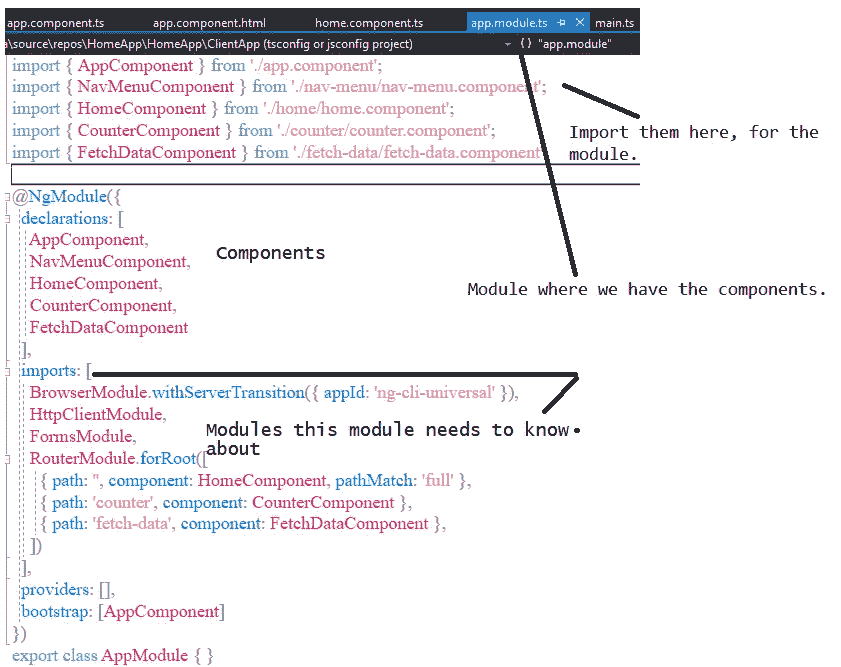 app.component.ts app.component.html home.component.ts app.module.ts main.ts
a\source\repos\HomeApp\HomeApp\ClientApp (tsconfig or jsconfig project) {} "app.module"
import { AppComponent } from './app.component';
import { NavMenuComponent } from './nav-menu/nav-menu.component';
import { HomeComponent } from './home/home.component';
import { CounterComponent } from './counter/counter.component';
import { FetchDataComponent } from './fetch-data/fetch-data.component'
Import them here, for the
module.
@NgModule({
declarations: [
AppComponent,
NavMenuComponent,
HomeComponent,
CounterComponent,
FetchDataComponent
],
Components
Module where we have the components.
imports: [
BrowserModule.withServerTransition({ appId: 'ng-cli-universal' }),
HttpClientModule,
FormsModule,
RouterModule.forRoot([
Modules this module needs to know
about
{ path: '', component: HomeComponent, pathMatch: 'full' },
{ path: 'counter', component: CounterComponent },
{ path: 'fetch-data', component: FetchDataComponent },
])
],
providers: [],
bootstrap: [AppComponent]
})
export class AppModule { }